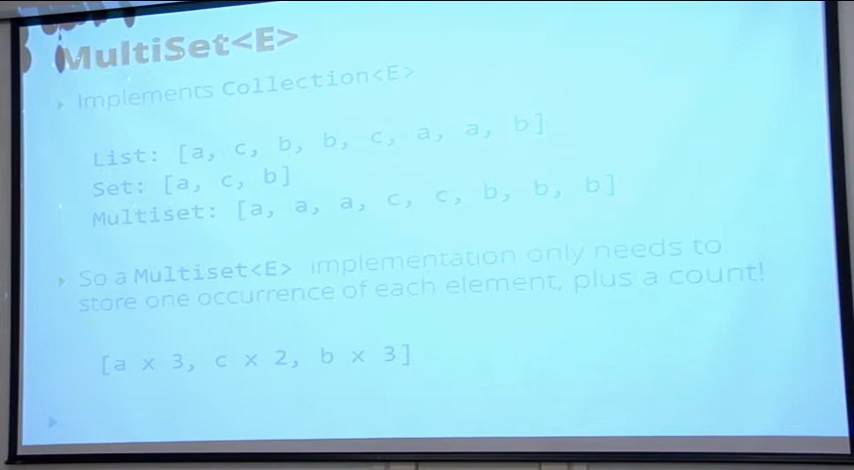 MultiSet<E>
Implements Collection<E>
List: [a, c, b, b, c, a, a, b]
Set: [a, c, b]
Multiset: [a, a, a, c, c, b, b, b]
So a Multiset<E> implementation only needs to
store one occurrence of each element, plus a count!
[a x 3, c x 2, b x 3]